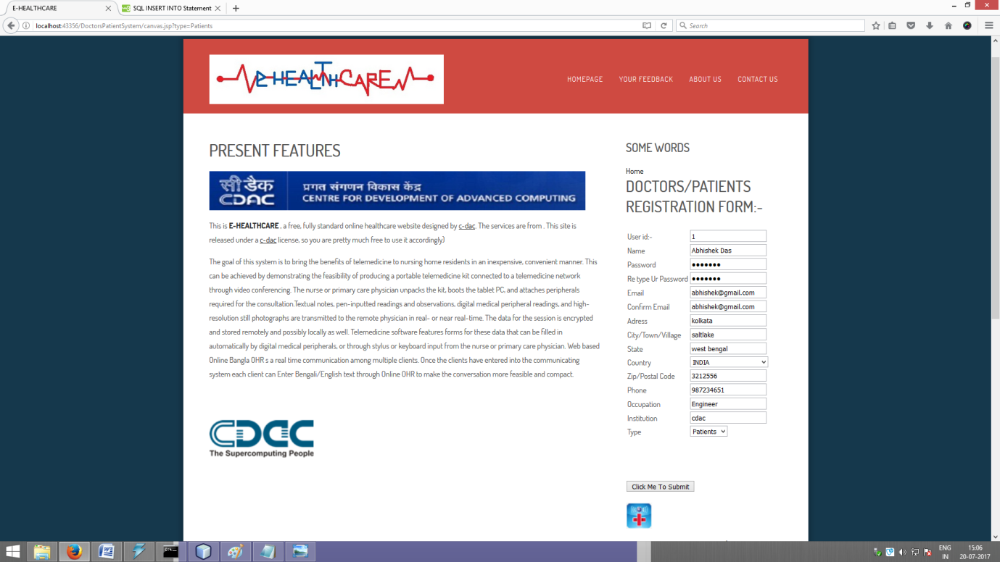 E-HEALTHCARE
SQL INSERT INTO Statement
localhost:43356/DoctorsPatientSystem/canvas.jsp?type=Patients
Search
E-HEALTHCARE
HOMEPAGE YOUR FEEDBACK ABOUT US CONTACT US
PRESENT FEATURES
सी डैक
CDAC
प्रगत संगणन विकास केंद्र
CENTRE FOR DEVELOPMENT OF ADVANCED COMPUTING
This is E-HEALTHCARE , a free, fully standard online healthcare website designed by c-dac. The services are from . This site is
released under a c-dac license, so you are pretty much free to use it accordingly)
The goal of this system is to bring the benefits of telemedicine to nursing home residents in an inexpensive, convenient manner. This
can be achieved by demonstrating the feasibility of producing a portable telemedicine kit connected to a telemedicine network
through video conferencing. The nurse or primary care physician unpacks the kit, boots the tablet PC, and attaches peripherals
required for the consultation.Textual notes, pen-inputted readings and observations, digital medical peripheral readings, and high-
resolution still photographs are transmitted to the remote physician in real- or near real-time. The data for the session is encrypted
and stored remotely and possibly locally as well. Telemedicine software features forms for these data that can be filled in
automatically by digital medical peripherals, or through stylus or keyboard input from the nurse or primary care physician. Web based
Online Bangla OHR s a real time communication among multiple clients. Once the clients have entered into the communicating
system each client can Enter Bengali/English text through Online OHR to make the conversation more feasible and compact.
CDAC
The Supercomputing People
SOME WORDS
Home
DOCTORS/PATIENTS
REGISTRATION FORM:-
User id:- 1
Name Abhishek Das
Password ●●●●●●●
Re type Ur Password ●●●●●●●
Email abhishek@gmail.com
Confirm Email abhishek@gmail.com
Adress kolkata
City/Town/Village saltlake
State west bengal
Country INDIA
Zip/Postal Code 3212556
Phone 987234651
Occupation Engineer
Institution cdac
Type Patients
Click Me To Submit
ENG 15:06
IN 20-07-2017